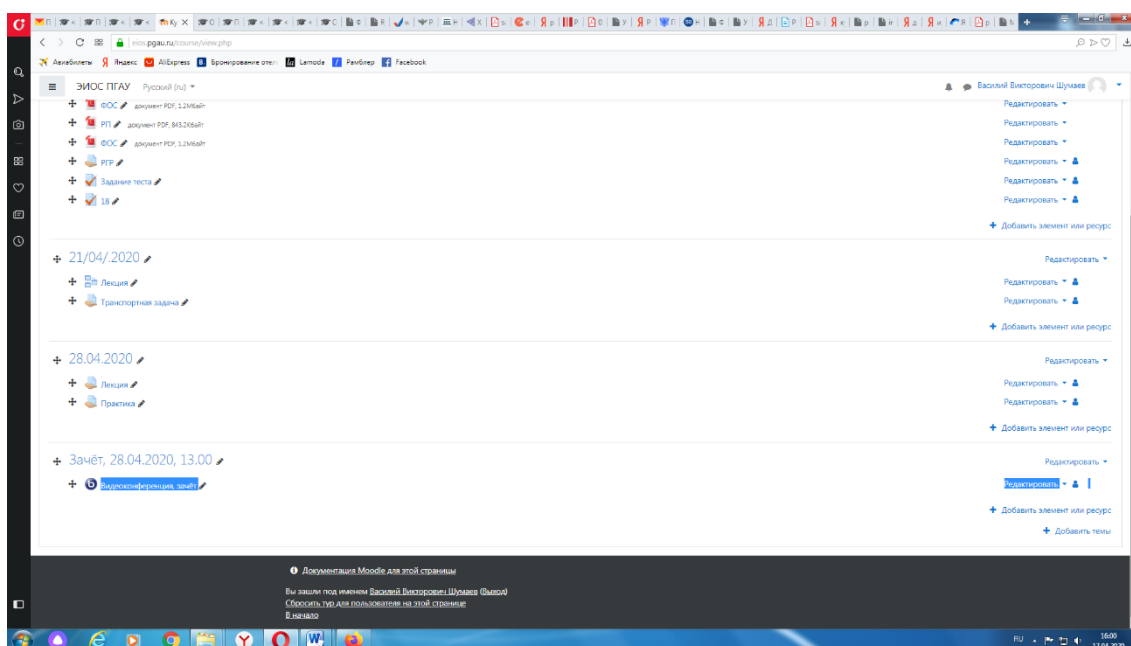 eios.pgau.ru/course/view.php
Авиабилеты Яндекс AliExpress Бронирование отел Lamoda Рамблер Facebook
ЭИОС ПГАУ Русский (ru) Василий Викторович Шумаев
ФОС документ PDF, 1.2Мбайт Редактировать
РП документ PDF, 843.2Кбайт Редактировать
ФОС документ PDF, 1.2Мбайт Редактировать
РГР Редактировать
Задание теста Редактировать
18 Редактировать
Добавить элемент или ресурс
21/04/.2020 Редактировать
Лекция Редактировать
Транспортная задача Редактировать
Добавить элемент или ресурс
28.04.2020 Редактировать
Лекция Редактировать
Практика Редактировать
Добавить элемент или ресурс
Зачёт, 28.04.2020, 13.00 Редактировать
Видеоконференция, зачёт Редактировать
Добавить элемент или ресурс
Добавить темы
Документация Moodle для этой страницы
Вы зашли под именем Василий Викторович Шумаев (Выход)
Сбросить тур для пользователя на этой странице
В начало
RU 16:00
17.04.2020